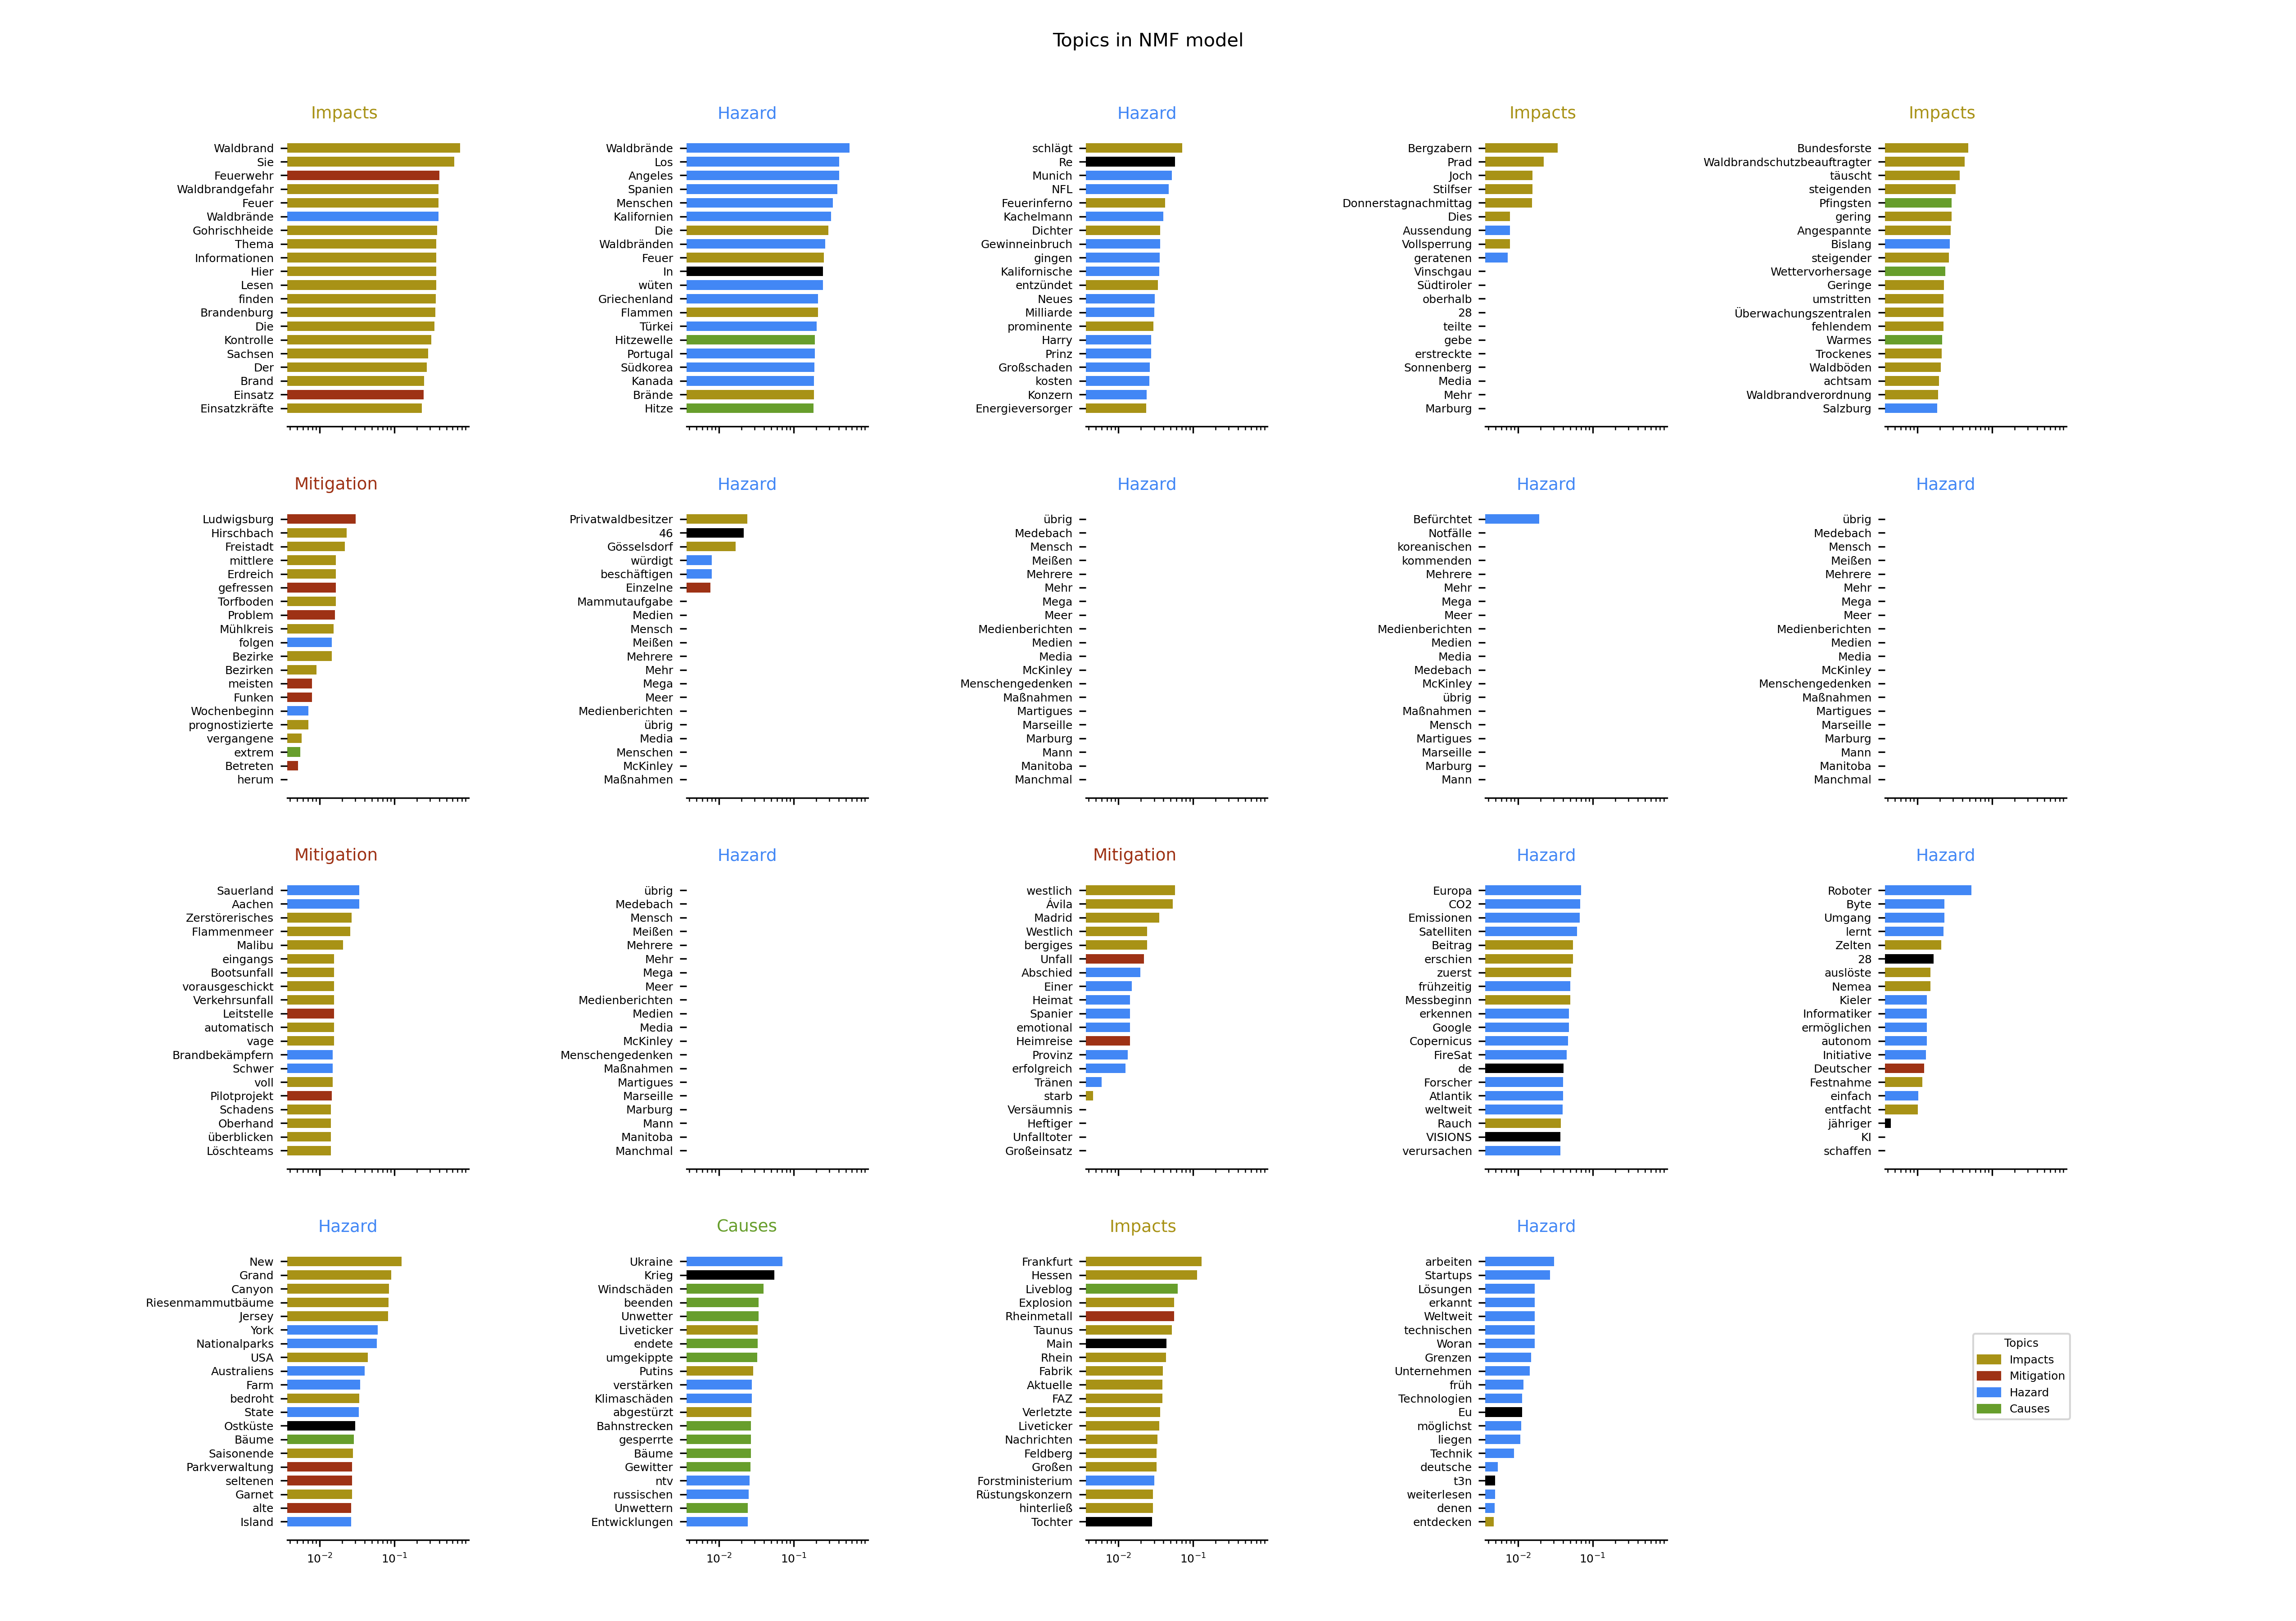 Topics in NMF model
Impacts
Waldbrand
Sie
Feuerwehr
Waldbrandgefahr
Feuer
Waldbrände
Gohrischheide
Thema
Informationen
Hier
Lesen
finden
Brandenburg
Die
Kontrolle
Sachsen
Der
Brand
Einsatz
Einsatzkräfte
Hazard
Waldbrände
Los
Angeles
Spanien
Menschen
Kalifornien
Die
Waldbränden
Feuer
In
wüten
Griechenland
Flammen
Türkei
Hitzewelle
Portugal
Südkorea
Kanada
Brände
Hitze
Hazard
schlägt
Re
Munich
NFL
Feuerinferno
Kachelmann
Dichter
Gewinneinbruch
gingen
Kalifornische
entzündet
Neues
Milliarde
prominente
Harry
Prinz
Großschaden
kosten
Konzern
Energieversorger
Impacts
Bergzabern
Prad
Joch
Stilfser
Donnerstagnachmittag
Dies
Aussendung
Vollsperrung
geratenen
Vinschgau
Südtiroler
oberhalb
28
teilte
gebe
erstreckte
Sonnenberg
Media
Mehr
Marburg
Impacts
Bundesforste
Waldbrandschutzbeauftragter
täuscht
steigenden
Pfingsten
gering
Angespannte
Bislang
steigender
Wettervorhersage
Geringe
umstritten
Überwachungszentralen
fehlendem
Warmes
Trockenes
Waldböden
achtsam
Waldbrandverordnung
Salzburg
Mitigation
Ludwigsburg
Hirschbach
Freistadt
mittlere
Erdreich
gefressen
Torfboden
Problem
Mühlkreis
folgen
Bezirke
Bezirken
meisten
Funken
Wochenbeginn
prognostizierte
vergangene
extrem
Betreten
herum
Hazard
Privatwaldbesitzer
46
Gösselsdorf
würdigt
beschäftigen
Einzelne
Mammutaufgabe
Medien
Mensch
Meißen
Mehrere
Mehr
Mega
Meer
Medienberichten
übrig
Media
Menschen
McKinley
Maßnahmen
Hazard
übrig
Medebach
Mensch
Meißen
Mehrere
Mehr
Mega
Meer
Medienberichten
Medien
Media
McKinley
Menschengedenken
Maßnahmen
Martigues
Marseille
Marburg
Mann
Manitoba
Manchmal
Hazard
Befürchtet
Notfälle
koreanischen
kommenden
Mehrere
Mehr
Mega
Meer
Medienberichten
Medien
Media
Medebach
McKinley
übrig
Maßnahmen
Mensch
Martigues
Marseille
Marburg
Mann
Hazard
übrig
Medebach
Mensch
Meißen
Mehrere
Mehr
Mega
Meer
Medienberichten
Medien
Media
McKinley
Menschengedenken
Maßnahmen
Martigues
Marseille
Marburg
Mann
Manitoba
Manchmal
Mitigation
Sauerland
Aachen
Zerstörerisches
Flammenmeer
Malibu
eingangs
Bootsunfall
vorausgeschickt
Verkehrsunfall
Leitstelle
automatisch
vage
Brandbekämpfern
Schwer
voll
Pilotprojekt
Schadens
Oberhand
überblicken
Löschteams
Hazard
übrig
Medebach
Mensch
Meißen
Mehrere
Mehr
Mega
Meer
Medienberichten
Medien
Media
McKinley
Menschengedenken
Maßnahmen
Martigues
Marseille
Marburg
Mann
Manitoba
Manchmal
Mitigation
westlich
Ávila
Madrid
Westlich
bergiges
Unfall
Abschied
Einer
Heimat
Spanier
emotional
Heimreise
Provinz
erfolgreich
Tränen
starb
Versäumnis
Heftiger
Unfalltoter
Großeinsatz
Hazard
Europa
CO2
Emissionen
Satelliten
Beitrag
erschien
zuerst
frühzeitig
Messbeginn
erkennen
Google
Copernicus
FireSat
de
Forscher
Atlantik
weltweit
Rauch
VISIONS
verursachen
Hazard
Roboter
Byte
Umgang
lernt
Zelten
28
auslöste
Nemea
Kieler
Informatiker
ermöglichen
autonom
Initiative
Deutscher
Festnahme
einfach
entfacht
jähriger
KI
schaffen
Hazard
New
Grand
Canyon
Riesenmammutbäume
Jersey
York
Nationalparks
USA
Australiens
Farm
bedroht
State
Ostküste
Bäume
Saisonende
Parkverwaltung
seltenen
Garnet
alte
Island
10⁻² 10⁻¹
Causes
Ukraine
Krieg
Windschäden
beenden
Unwetter
Liveticker
endete
umgekippte
Putins
verstärken
Klimaschäden
abgestürzt
Bahnstrecken
gesperrte
Bäume
Gewitter
ntv
russischen
Unwettern
Entwicklungen
10⁻² 10⁻¹
Impacts
Frankfurt
Hessen
Liveblog
Explosion
Rheinmetall
Taunus
Main
Rhein
Fabrik
Aktuelle
FAZ
Verletzte
Liveticker
Nachrichten
Feldberg
Großen
Forstministerium
Rüstungskonzern
hinterließ
Tochter
10⁻² 10⁻¹
Hazard
arbeiten
Startups
Lösungen
erkannt
Weltweit
technischen
Woran
Grenzen
Unternehmen
früh
Technologien
Eu
möglichst
liegen
Technik
deutsche
t3n
weiterlesen
denen
entdecken
10⁻² 10⁻¹
Topics
Impacts
Mitigation
Hazard
Causes